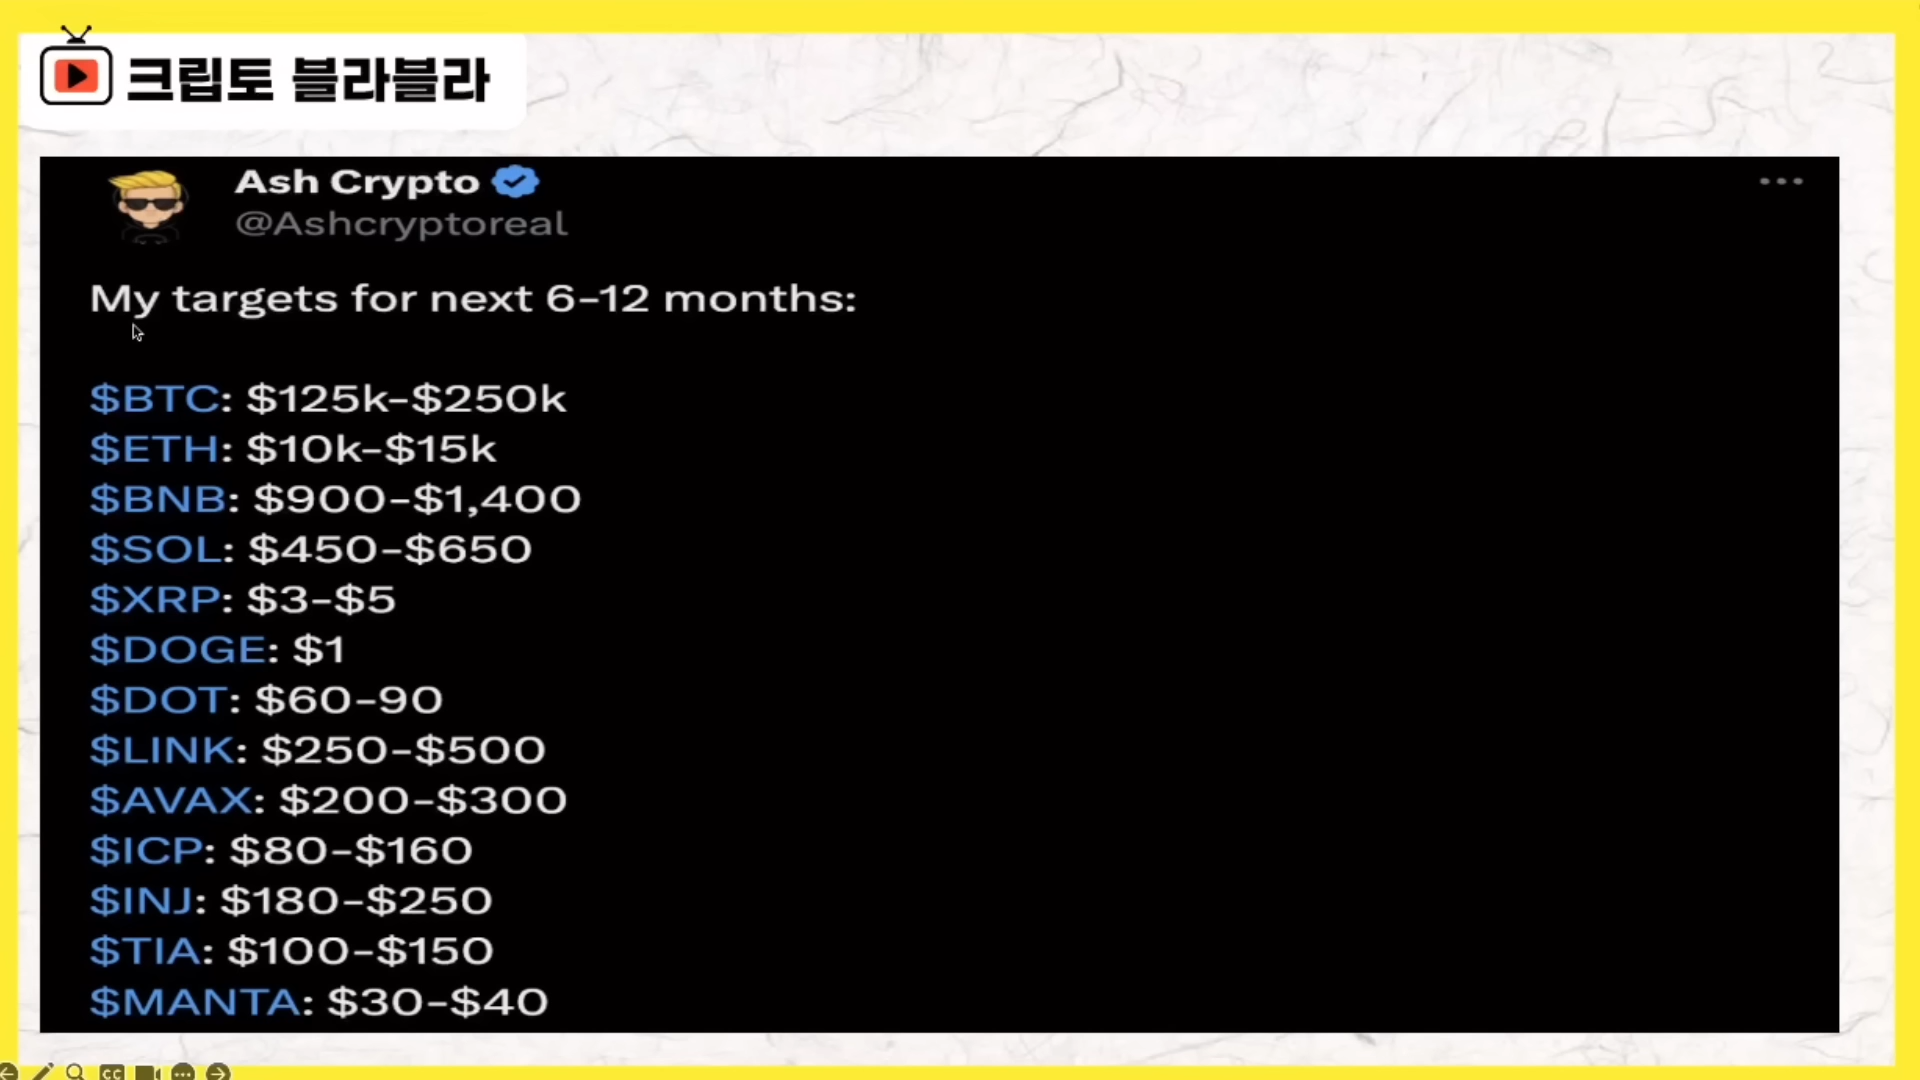 크립토 블라블라
Ash Crypto
@Ashcryptoreal
My targets for next 6-12 months:
$BTC: $125k-$250k
$ETH: $10k-$15k
$BNB: $900-$1,400
$SOL: $450-$650
$XRP: $3-$5
$DOGE: $1
$DOT: $60-90
$LINK: $250-$500
$AVAX: $200-$300
$ICP: $80-$160
$INJ: $180-$250
$TIA: $100-$150
$MANTA: $30-$40
CC